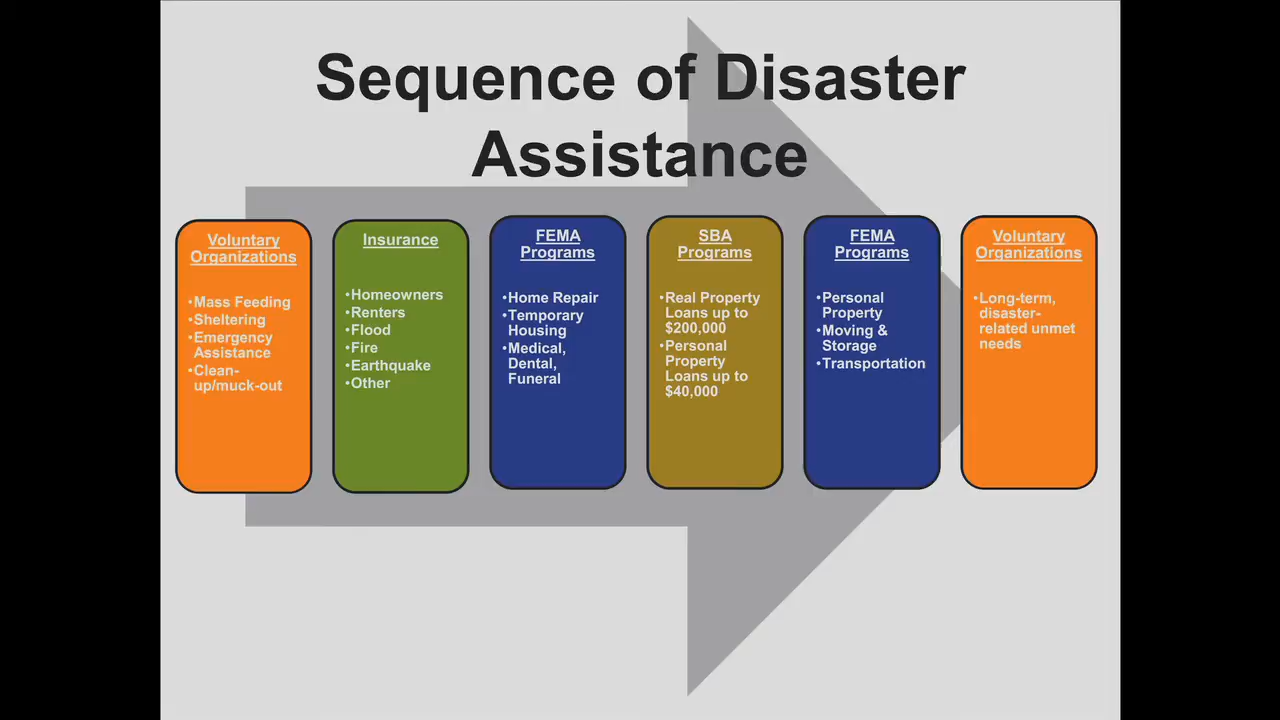 Sequence of Disaster
Assistance
Voluntary
Organizations
•Mass Feeding
•Sheltering
•Emergency
Assistance
•Clean-
up/muck-out
Insurance
•Homeowners
•Renters
•Flood
•Fire
•Earthquake
•Other
FEMA
Programs
•Home Repair
•Temporary
Housing
•Medical,
Dental,
Funeral
SBA
Programs
•Real Property
Loans up to
$200,000
•Personal
Property
Loans up to
$40,000
FEMA
Programs
•Personal
Property
•Moving &
Storage
•Transportation
Voluntary
Organizations
•Long-term,
disaster-
related unmet
needs